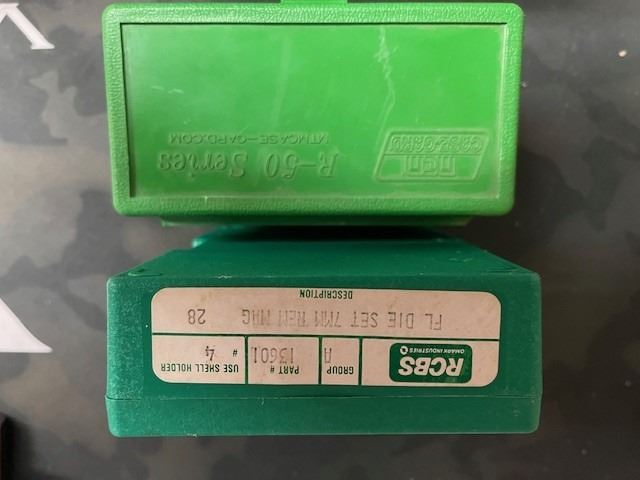 MTM
CASE-GARD
R-50 Series
MTMCASE-GARD.COM
RCBS
OMARK INDUSTRIES
GROUP
A
PART #
13601
USE SHELL HOLDER
# 4
FL DIE SET 7MM REM MAG 28
DESCRIPTION